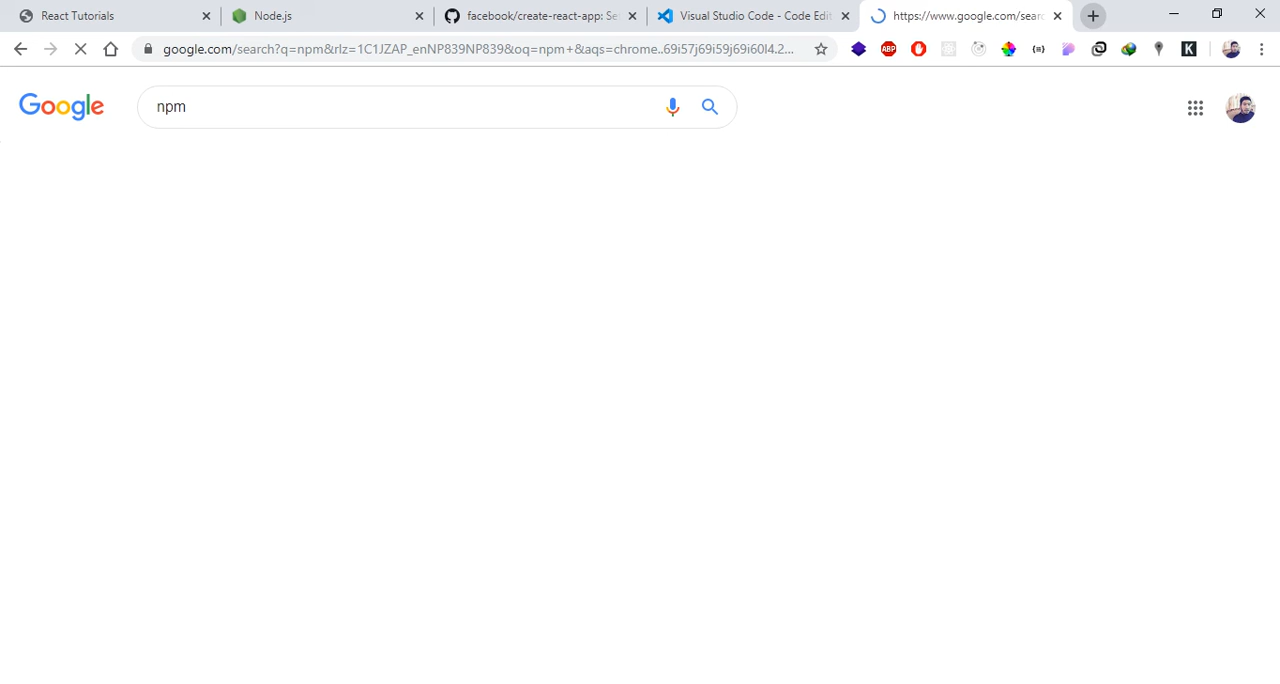 React Tutorials
Node.js
facebook/create-react-app: Se
Visual Studio Code - Code Edit
https://www.google.com/searc
google.com/search?q=npm&rlz=1C1JZAP_enNP839NP839&oq=npm+&aqs=chrome..69i57j69i59j69i60l4.2...
ABP
K
Google
npm